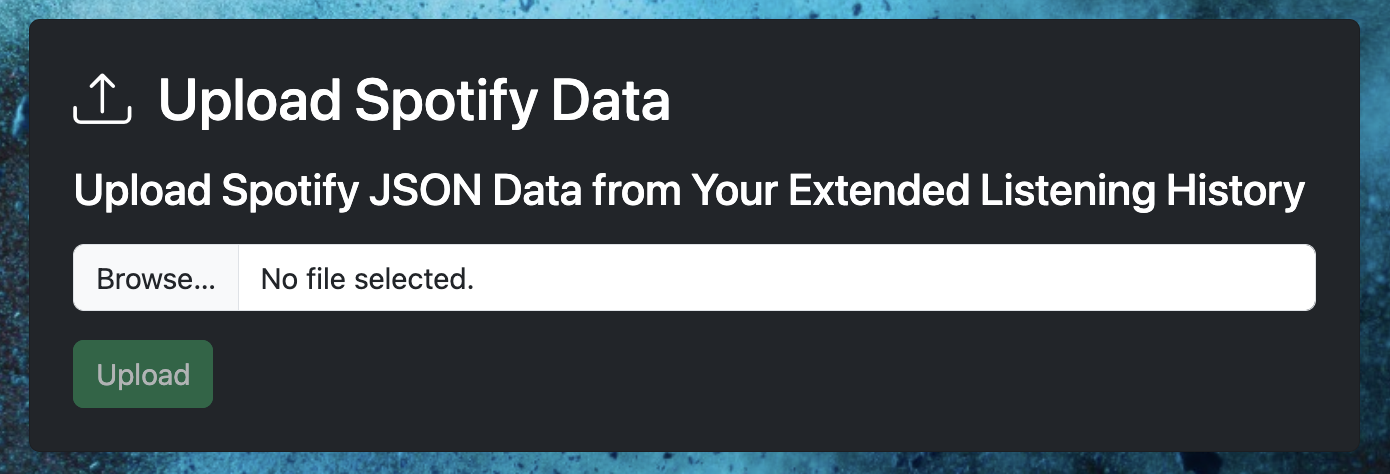 Upload Spotify Data
Upload Spotify JSON Data from Your Extended Listening History
Browse... No file selected.
Upload